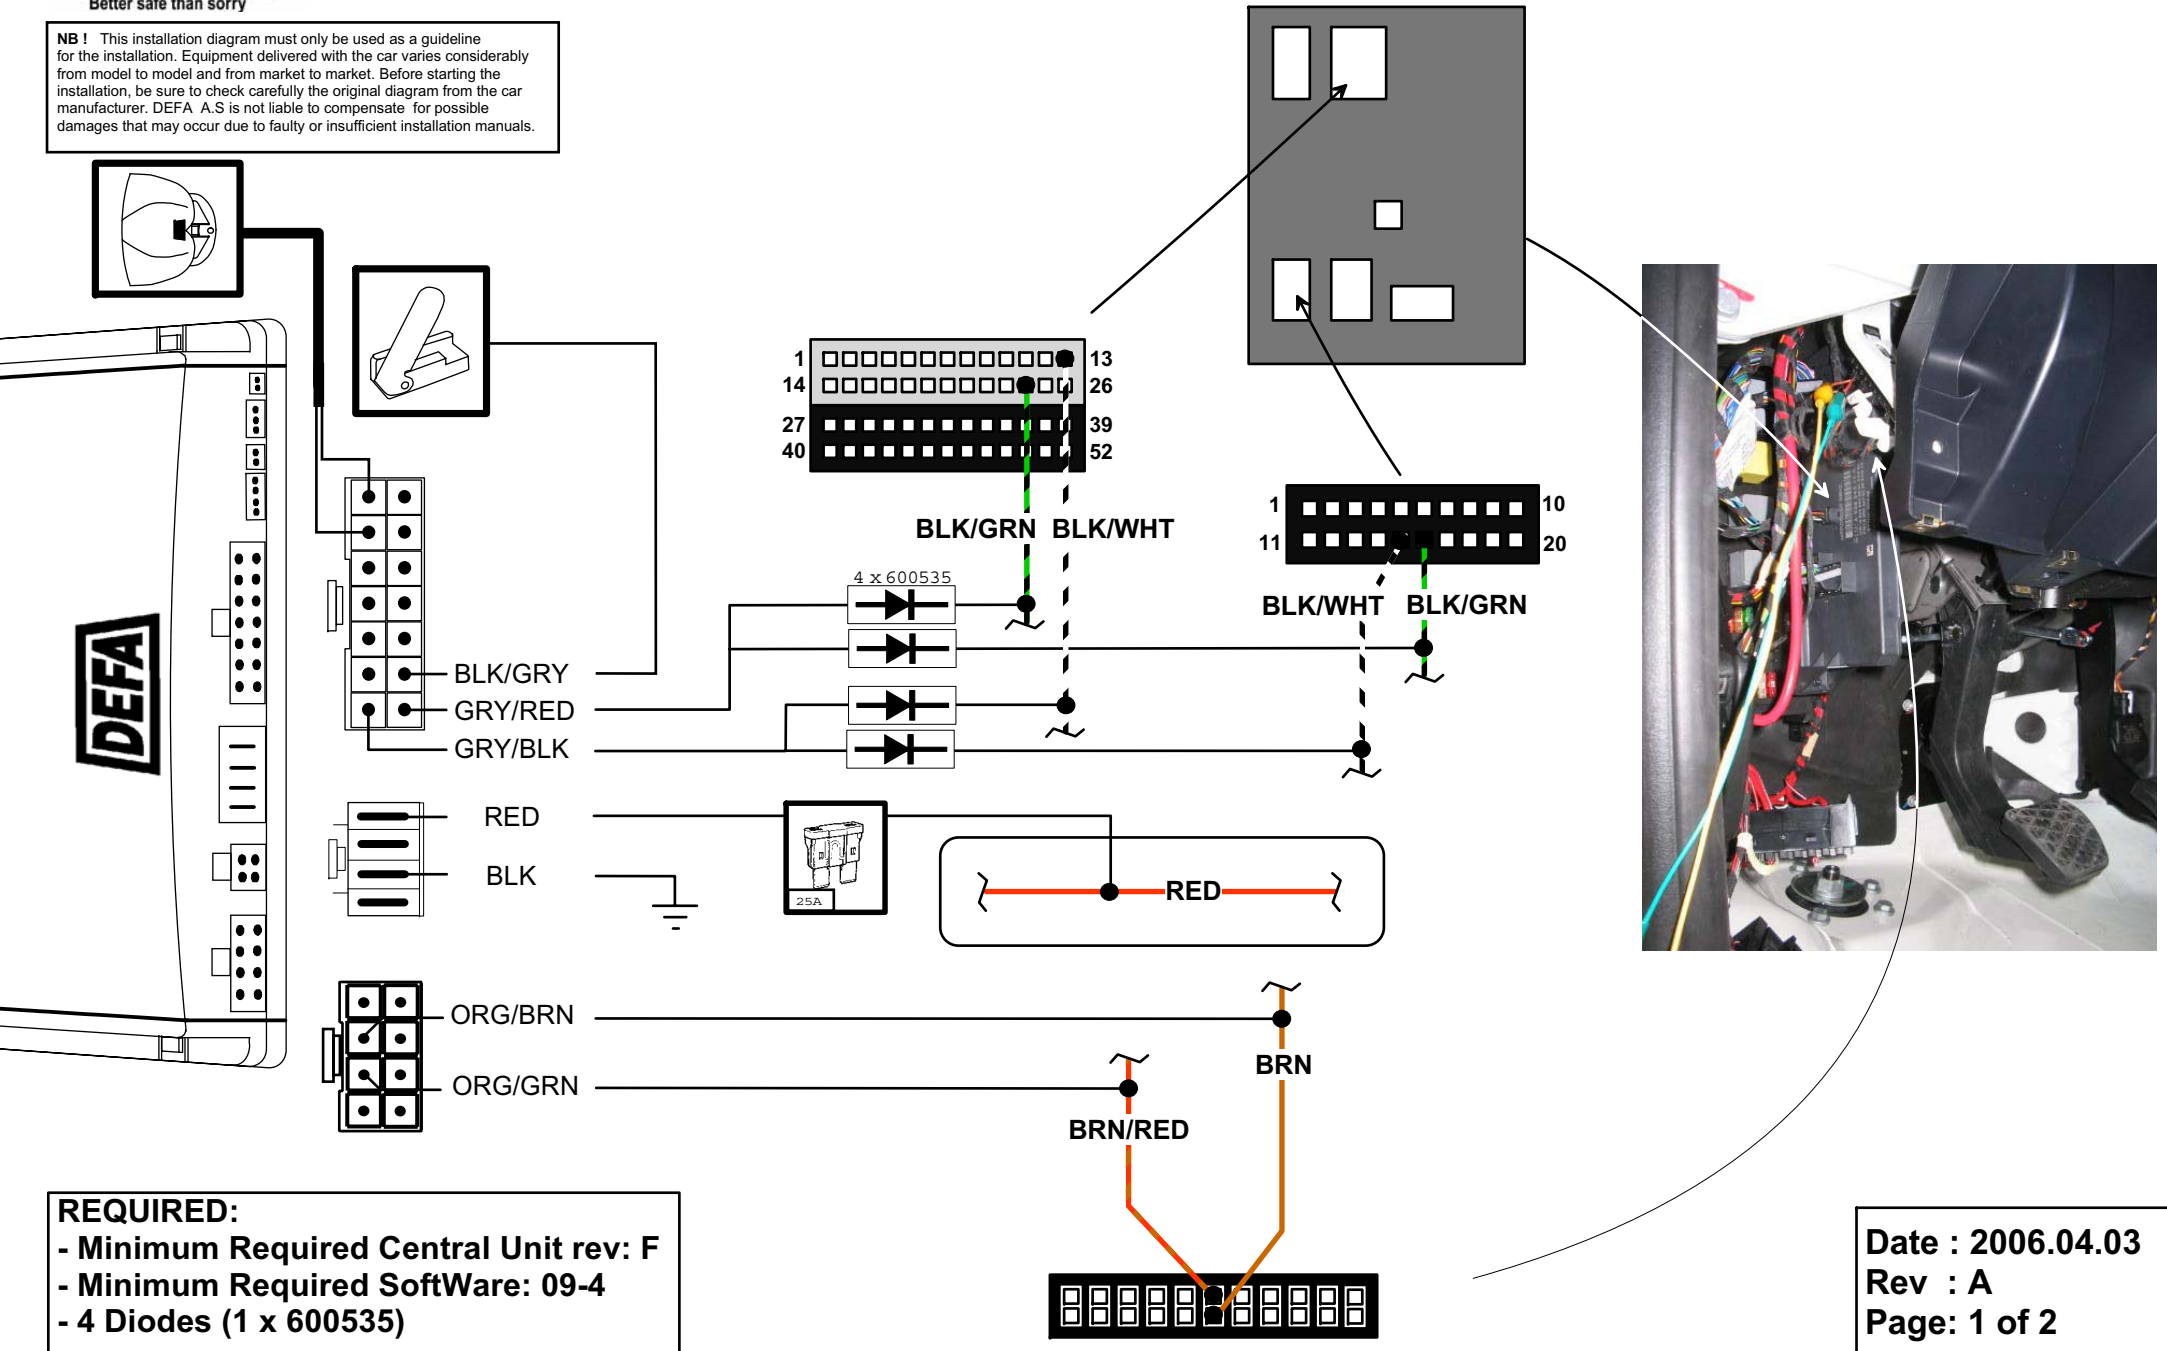 Better safe than sorry
NB ! This installation diagram must only be used as a guideline
for the installation. Equipment delivered with the car varies considerably
from model to model and from market to market. Before starting the
installation, be sure to check carefully the original diagram from the car
manufacturer. DEFA A.S is not liable to compensate for possible
damages that may occur due to faulty or insufficient installation manuals.
1 13
14 26
27 39
40 52
BLK/GRN BLK/WHT
1 10
11 20
BLK/WHT BLK/GRN
4 x 600535
DEFA
BLK/GRY
GRY/RED
GRY/BLK
RED
BLK
25A
RED
ORG/BRN
ORG/GRN
BRN
BRN/RED
REQUIRED:
- Minimum Required Central Unit rev: F
- Minimum Required SoftWare: 09-4
- 4 Diodes (1 x 600535)
Date : 2006.04.03
Rev : A
Page: 1 of 2